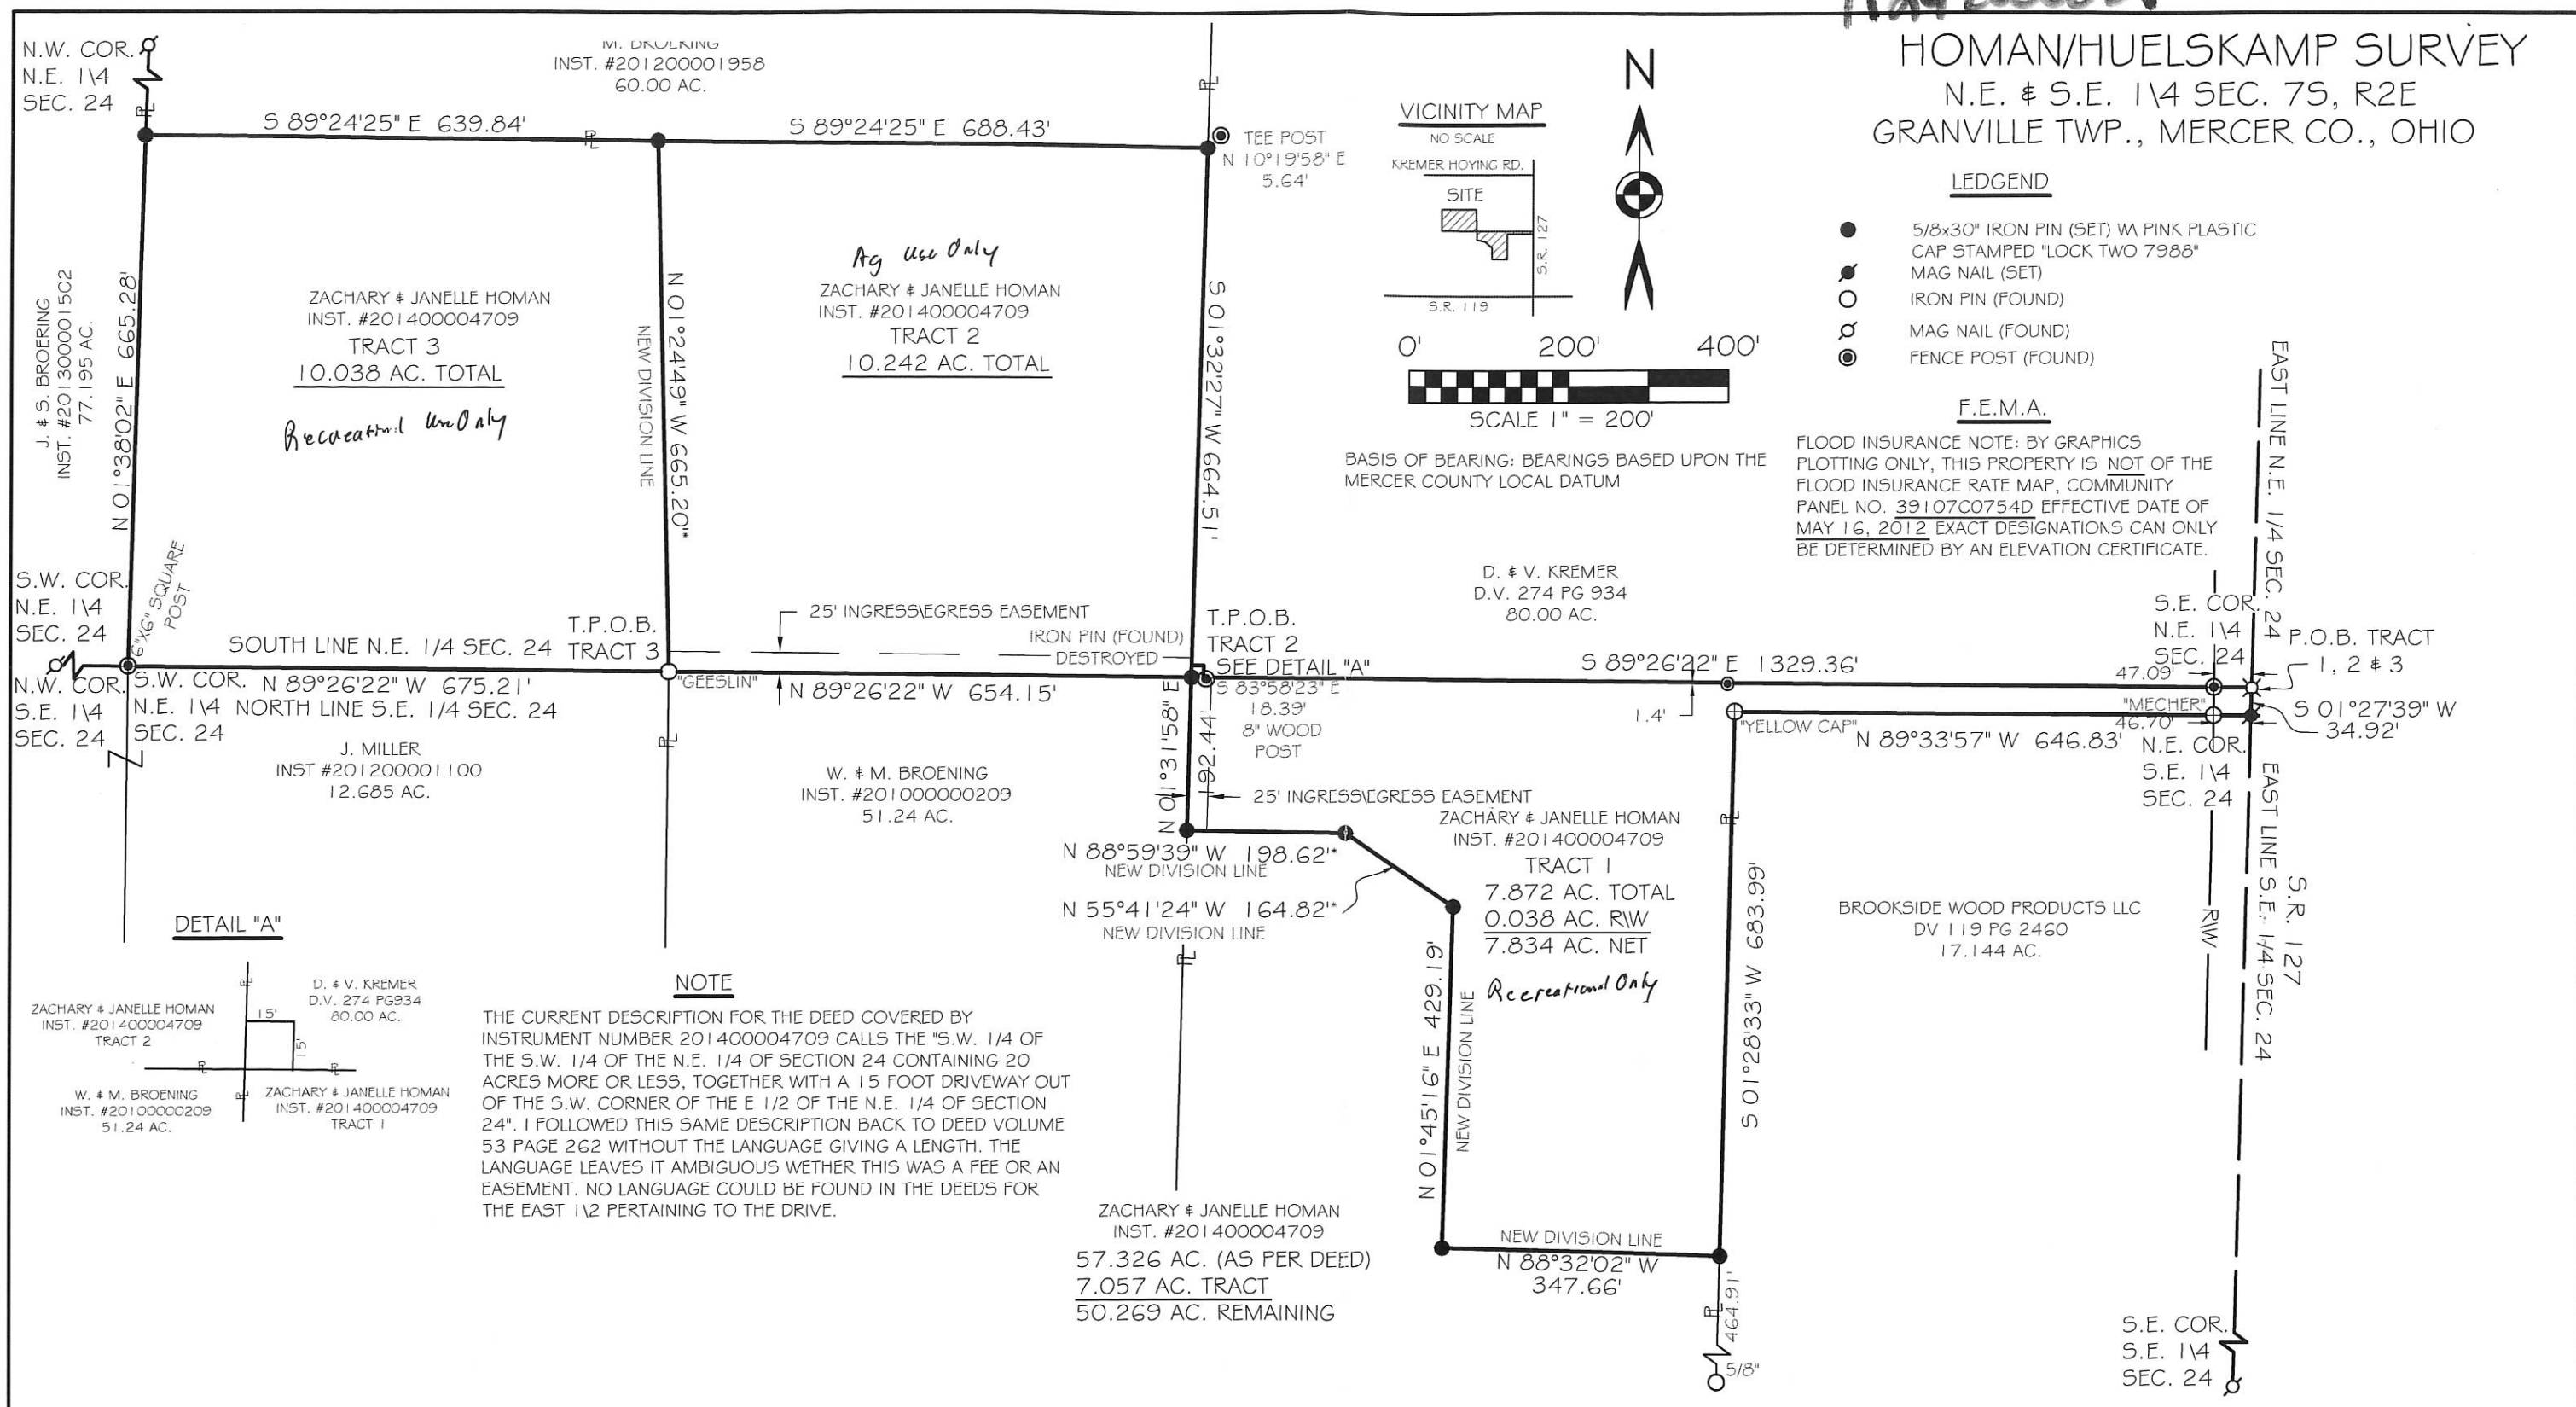 HOMAN/HUELSKAMP SURVEY
N.E. & S.E. 1\4 SEC. 7S, R2E
GRANVILLE TWP., MERCER CO., OHIO
LEDGEND
5/8x30" IRON PIN (SET) W\ PINK PLASTIC
CAP STAMPED "LOCK TWO 7988"
MAG NAIL (SET)
IRON PIN (FOUND)
MAG NAIL (FOUND)
FENCE POST (FOUND)
F.E.M.A.
FLOOD INSURANCE NOTE: BY GRAPHICS
PLOTTING ONLY, THIS PROPERTY IS NOT OF THE
FLOOD INSURANCE RATE MAP, COMMUNITY
PANEL NO. 39107C0754D EFFECTIVE DATE OF
MAY 16, 2012 EXACT DESIGNATIONS CAN ONLY
BE DETERMINED BY AN ELEVATION CERTIFICATE.
N
VICINITY MAP
NO SCALE
KREMER HOYING RD.
SITE
S.R. 127
S.R. 119
0' 200' 400'
SCALE 1" = 200'
BASIS OF BEARING: BEARINGS BASED UPON THE
MERCER COUNTY LOCAL DATUM
N.W. COR.
N.E. 1\4
SEC. 24
M. DROERING
INST. #201200001958
60.00 AC.
PL
S 89°24'25" E 639.84'
PL
S 89°24'25" E 688.43'
PL
TEE POST
N 10°19'58" E
5.64'
J. & S. BROERING
INST. #201300001502
77.195 AC.
N 01°38'02" E 665.28'
ZACHARY & JANELLE HOMAN
INST. #201400004709
TRACT 3
10.038 AC. TOTAL
Recreational Use Only
N 01°24'49" W 665.20'*
NEW DIVISION LINE
Ag Use Only
ZACHARY & JANELLE HOMAN
INST. #201400004709
TRACT 2
10.242 AC. TOTAL
S 01°32'27" W 664.51'
S.W. COR.
N.E. 1\4
SEC. 24
6"X6" SQUARE
POST
SOUTH LINE N.E. 1/4 SEC. 24
T.P.O.B.
TRACT 3
25' INGRESS\EGRESS EASEMENT
IRON PIN (FOUND)
DESTROYED
T.P.O.B.
TRACT 2
SEE DETAIL "A"
S 83°58'23" E
18.39'
8" WOOD
POST
D. & V. KREMER
D.V. 274 PG 934
80.00 AC.
S 89°26'22" E 1329.36'
S.E. COR.
N.E. 1\4
SEC. 24
47.09'
EAST LINE N.E. 1/4 SEC. 24
P.O.B. TRACT
1, 2 & 3
S 01°27'39" W
34.92'
N.W. COR.
S.E. 1\4
SEC. 24
S.W. COR.
N.E. 1\4
SEC. 24
N 89°26'22" W 675.21'
NORTH LINE S.E. 1/4 SEC. 24
"GEESLIN"
N 89°26'22" W 654.15'
1.4'
"YELLOW CAP"
N 89°33'57" W 646.83'
"MECHER"
46.70'
N.E. COR.
S.E. 1\4
SEC. 24
J. MILLER
INST #201200001100
12.685 AC.
PL
W. & M. BROENING
INST. #201000000209
51.24 AC.
N 01°31'58" E
192.44'
25' INGRESS\EGRESS EASEMENT
N 88°59'39" W 198.62'*
NEW DIVISION LINE
N 55°41'24" W 164.82'*
NEW DIVISION LINE
PL
ZACHARY & JANELLE HOMAN
INST. #201400004709
TRACT 1
7.872 AC. TOTAL
0.038 AC. R\W
7.834 AC. NET
Recreational Only
N 01°45'16" E 429.19'
NEW DIVISION LINE
PL
S 01°28'33" W 683.99'
BROOKSIDE WOOD PRODUCTS LLC
DV 119 PG 2460
17.144 AC.
R\W
EAST LINE S.E. 1/4 SEC. 24
S.R. 127
NEW DIVISION LINE
N 88°32'02" W
347.66'
PL
464.91'
5/8"
S.E. COR.
S.E. 1\4
SEC. 24
DETAIL "A"
PL
ZACHARY & JANELLE HOMAN
INST. #201400004709
TRACT 2
D. & V. KREMER
D.V. 274 PG934
80.00 AC.
15'
15'
PL
PL
W. & M. BROENING
INST. #20100000209
51.24 AC.
PL
ZACHARY & JANELLE HOMAN
INST. #201400004709
TRACT 1
NOTE
THE CURRENT DESCRIPTION FOR THE DEED COVERED BY
INSTRUMENT NUMBER 201400004709 CALLS THE "S.W. 1/4 OF
THE S.W. 1/4 OF THE N.E. 1/4 OF SECTION 24 CONTAINING 20
ACRES MORE OR LESS, TOGETHER WITH A 15 FOOT DRIVEWAY OUT
OF THE S.W. CORNER OF THE E 1/2 OF THE N.E. 1/4 OF SECTION
24". I FOLLOWED THIS SAME DESCRIPTION BACK TO DEED VOLUME
53 PAGE 262 WITHOUT THE LANGUAGE GIVING A LENGTH. THE
LANGUAGE LEAVES IT AMBIGUOUS WETHER THIS WAS A FEE OR AN
EASEMENT. NO LANGUAGE COULD BE FOUND IN THE DEEDS FOR
THE EAST 1\2 PERTAINING TO THE DRIVE.
ZACHARY & JANELLE HOMAN
INST. #201400004709
57.326 AC. (AS PER DEED)
7.057 AC. TRACT
50.269 AC. REMAINING